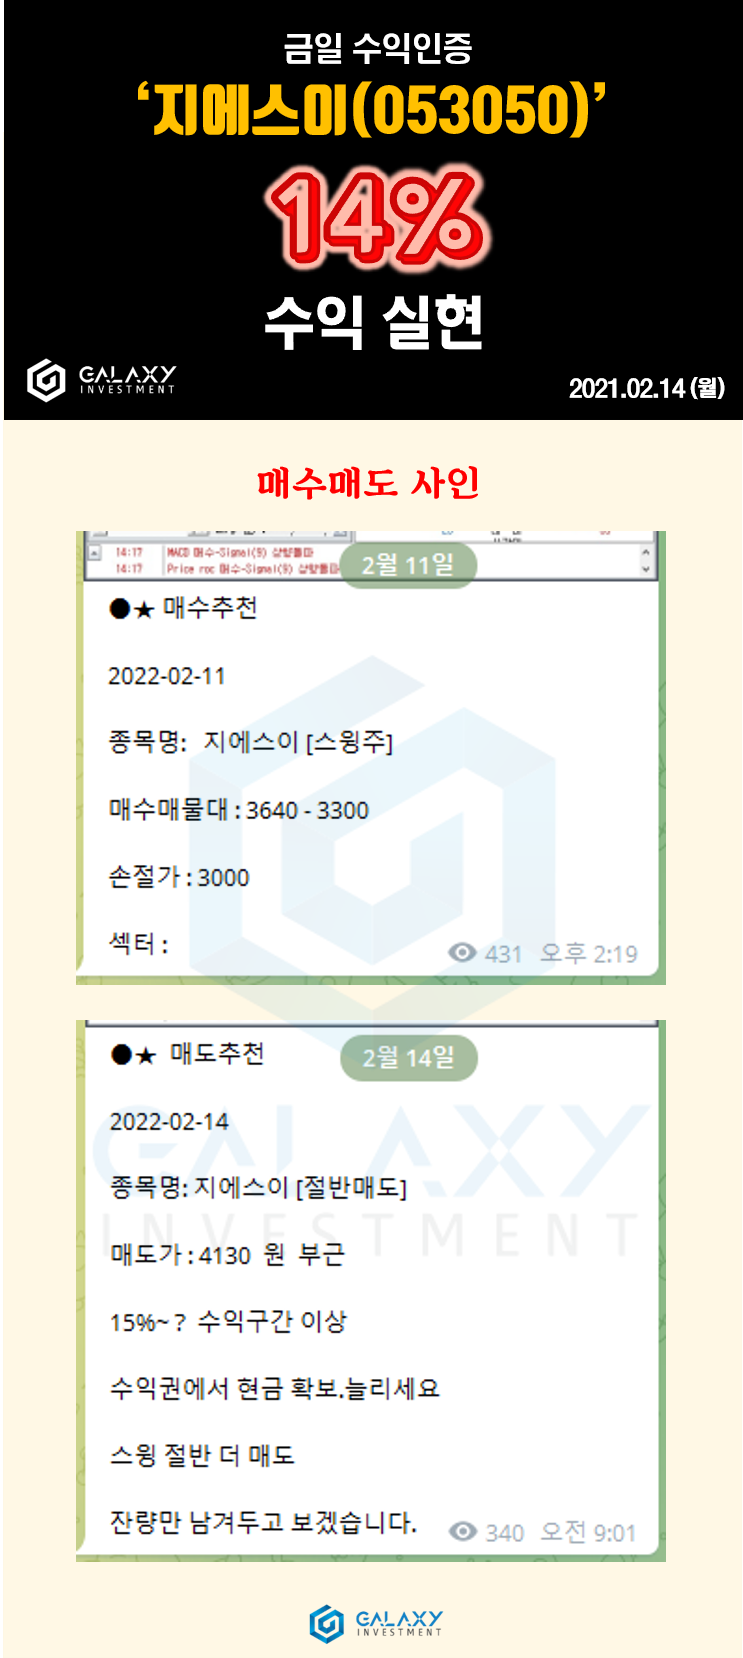 금일 수익인증
‘지에스이(053050)’
14%
수익 실현
GALAXY
INVESTMENT
2021.02.14 (월)
매수매도 사인
14:17 MACD 매수-Signal(9) 상향돌파
14:17 Price roc 매수-Signal(9) 상향돌파
2월 11일
●★ 매수추천
2022-02-11
종목명: 지에스이 [스윙주]
매수매물대 : 3640 - 3300
손절가 : 3000
섹터 :
431 오후 2:19
●★ 매도추천
2월 14일
2022-02-14
종목명: 지에스이 [절반매도]
매도가 : 4130 원 부근
15%~ ? 수익구간 이상
수익권에서 현금 확보.늘리세요
스윙 절반 더 매도
잔량만 남겨두고 보겠습니다.
340 오전 9:01
GALAXY
INVESTMENT
GALAXY
INVESTMENT